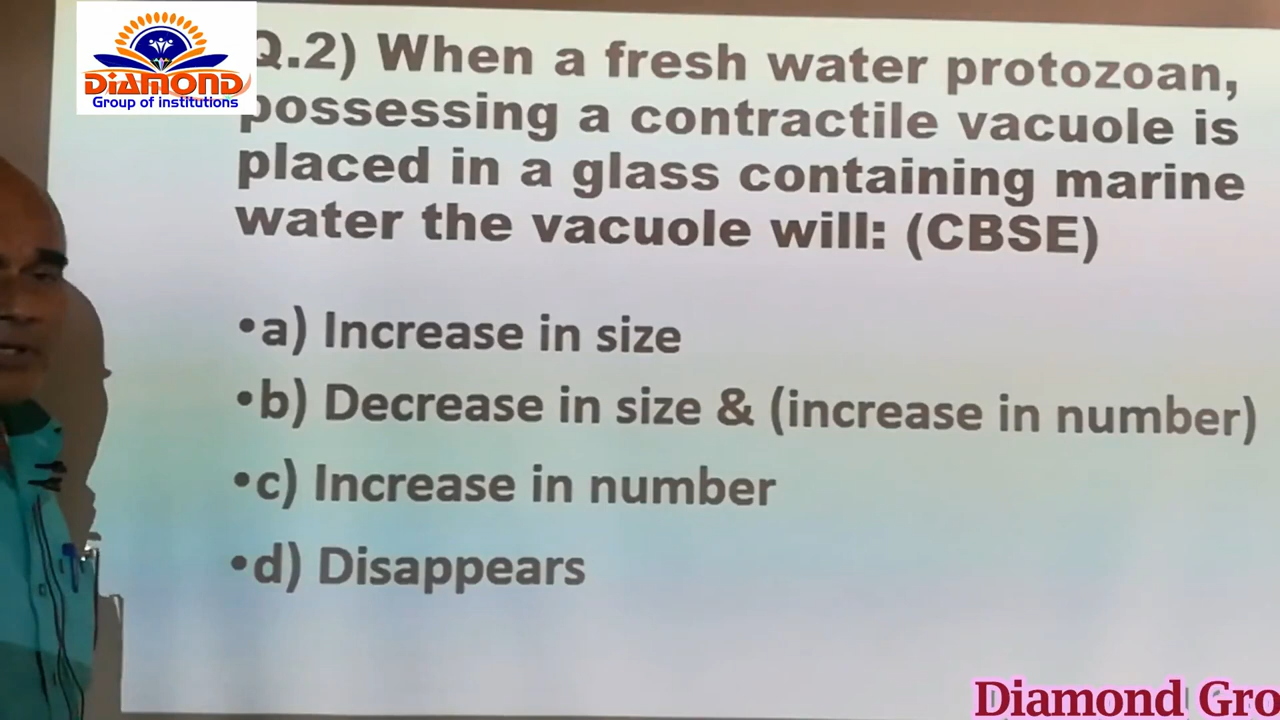 DIAMOND
Group of institutions
Q.2) When a fresh water protozoan,
possessing a contractile vacuole is
placed in a glass containing marine
water the vacuole will: (CBSE)
•a) Increase in size
•b) Decrease in size & (increase in number)
•c) Increase in number
•d) Disappears
Diamond Gro